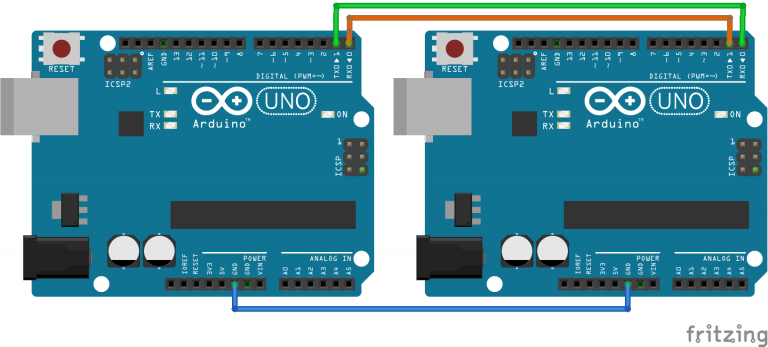 RESET
ICSP2
AREF
GND
13
12
~11
~10
~9
8
7
~6
~5
4
~3
2
TX0▶1
RX0◀0
DIGITAL (PWM=~)
L
TX
RX
Arduino™
UNO
ON
1
ICSP
IOREF
RESET
3V3
5V
GND
GND
VIN
POWER
ANALOG IN
A0
A1
A2
A3
A4
A5
RESET
ICSP2
AREF
GND
13
12
~11
~10
~9
8
7
~6
~5
4
~3
2
TX0▶1
RX0◀0
DIGITAL (PWM=~)
L
TX
RX
Arduino™
UNO
ON
1
ICSP
IOREF
RESET
3V3
5V
GND
GND
VIN
POWER
ANALOG IN
A0
A1
A2
A3
A4
A5
fritzing